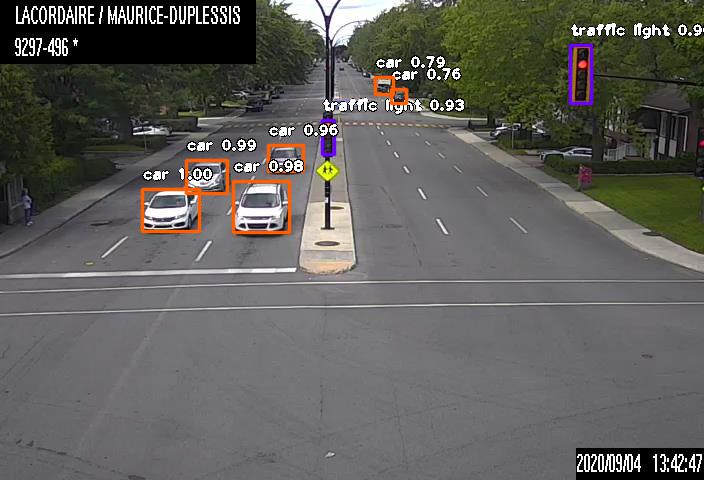 LACORDAIRE / MAURICE-DUPLESSIS
9297-496 *
traffic light 0.9
car 0.79
car 0.76
traffic light 0.93
car 0.96
car 0.99
car 0.98
car 1.00
2020/09/04 13:42:47